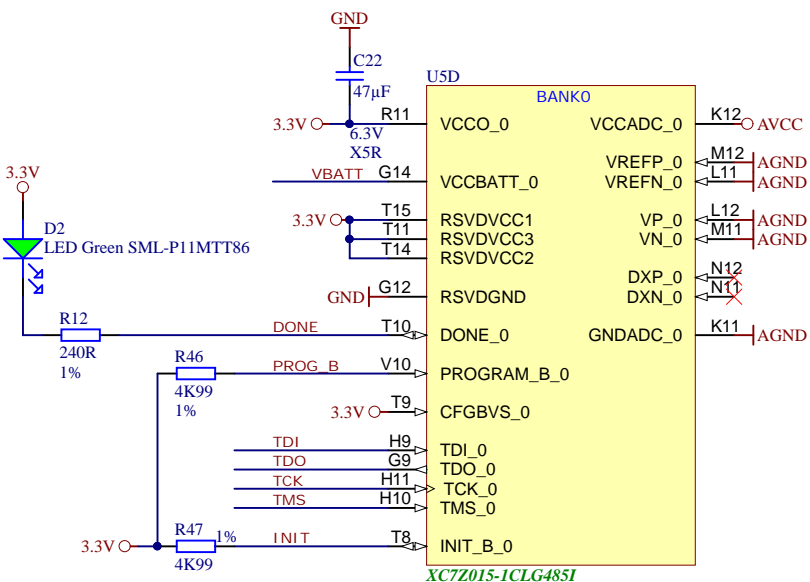 GND
C22
47µF
6.3V
X5R
U5D
BANK0
3.3V
R11
VCCO_0
VCCADC_0
K12
AVCC
VBATT
G14
VCCBATT_0
VREFP_0
M12
AGND
VREFN_0
L11
AGND
3.3V
T15
RSVDVCC1
T11
RSVDVCC3
T14
RSVDVCC2
VP_0
L12
AGND
VN_0
M11
AGND
3.3V
D2
LED Green SML-P11MTT86
GND
G12
RSVDGND
DXP_0
N12
DXN_0
N11
R12
240R
1%
DONE
T10
DONE_0
GNDADC_0
K11
AGND
R46
4K99
1%
PROG_B
V10
PROGRAM_B_0
3.3V
T9
CFGBVS_0
TDI
H9
TDI_0
TDO
G9
TDO_0
TCK
H11
TCK_0
TMS
H10
TMS_0
3.3V
R47
1%
4K99
INIT
T8
INIT_B_0
XC7Z015-1CLG485I